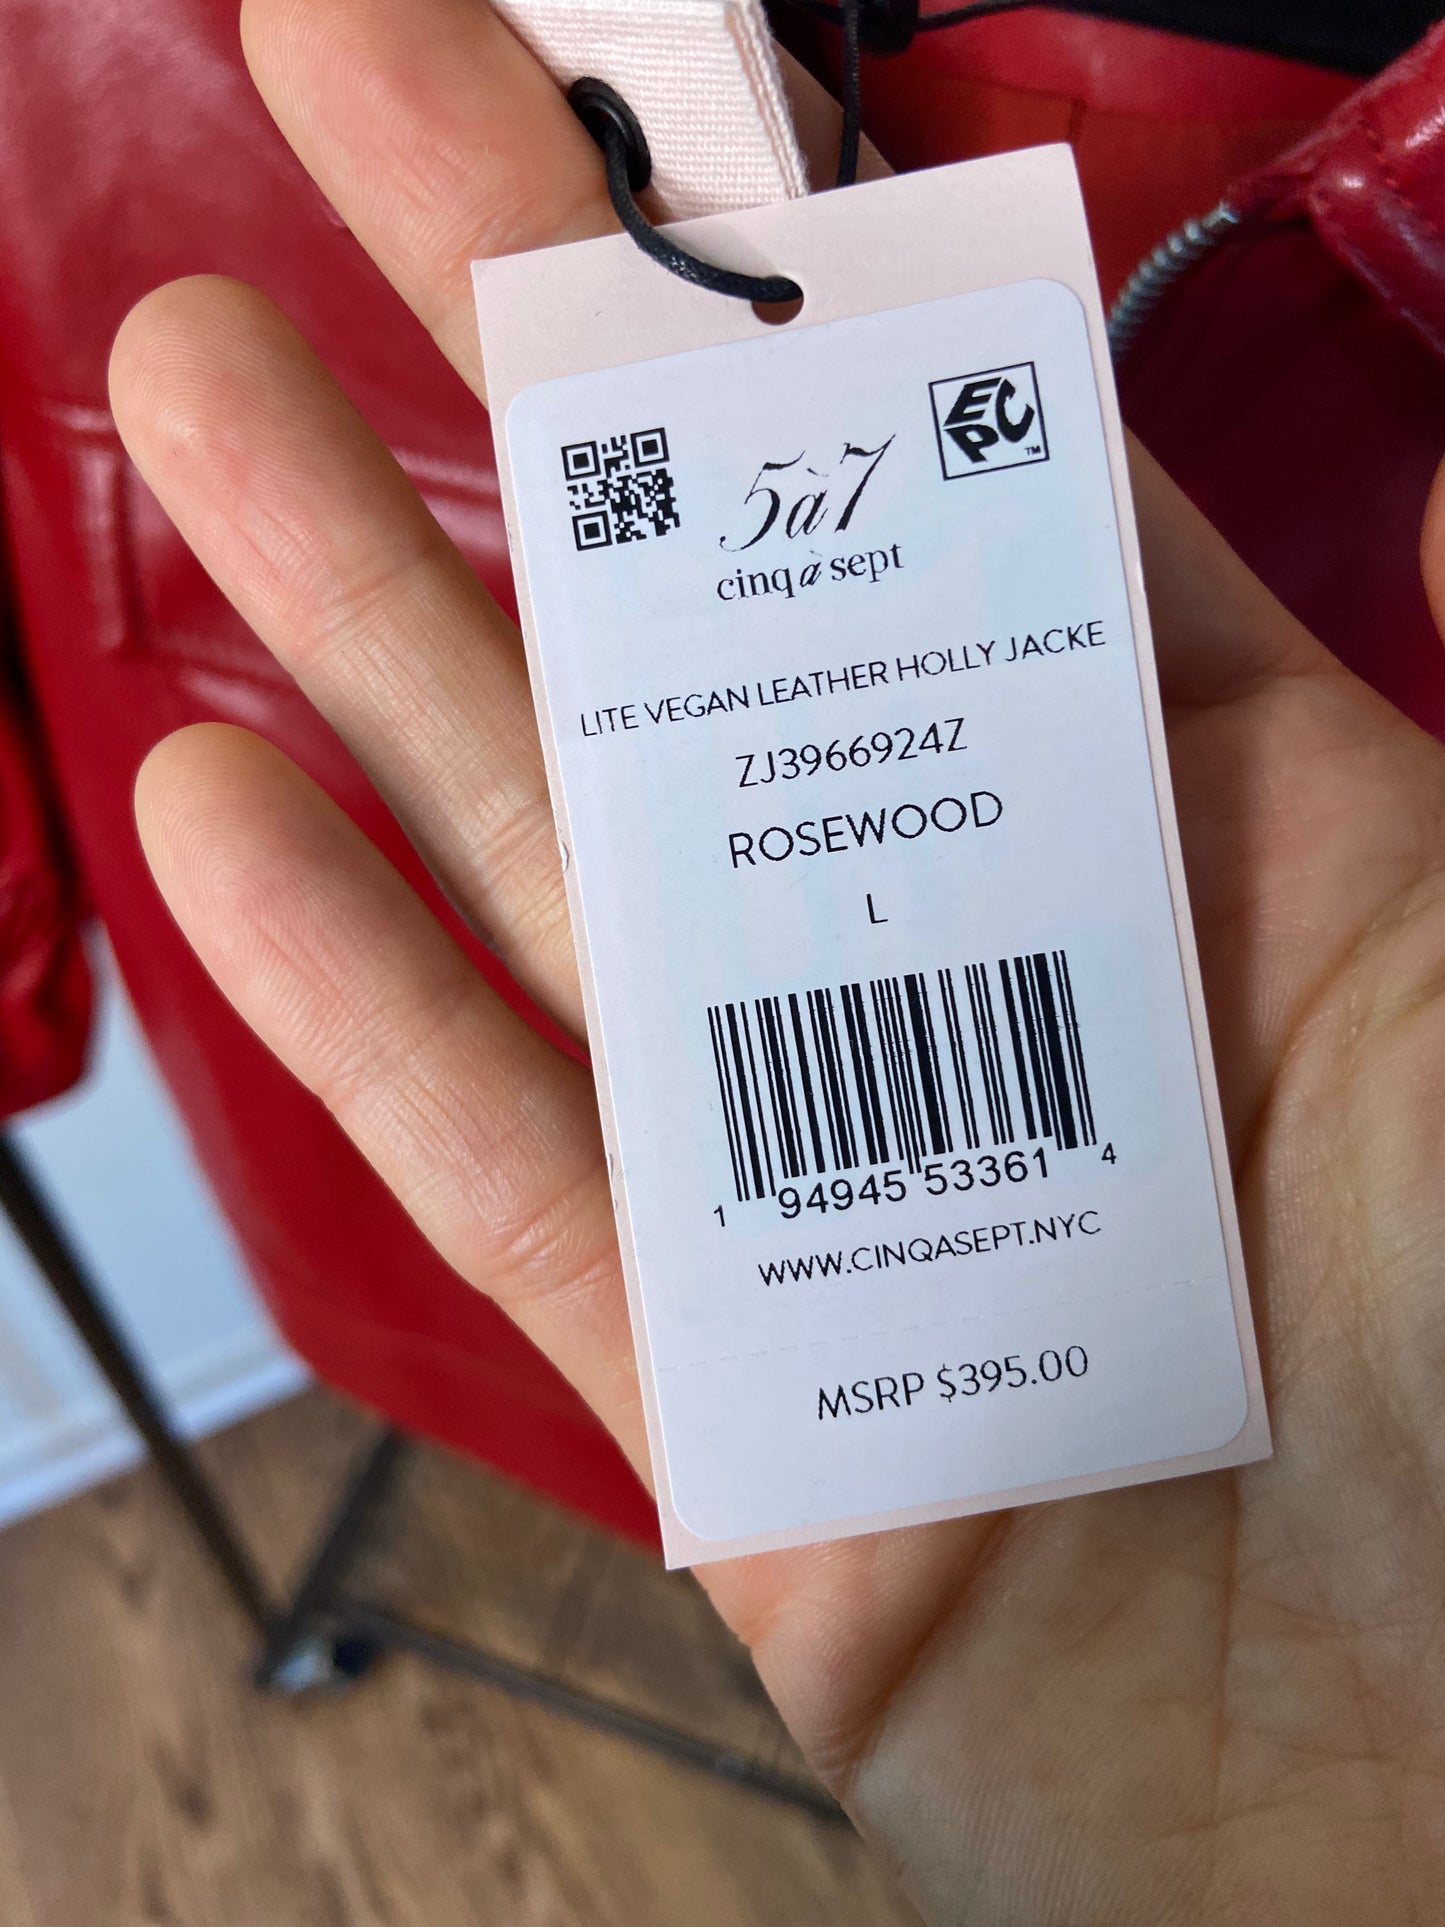 5à7
EPC™
cinq à sept
LITE VEGAN LEATHER HOLLY JACKE
ZJ3966924Z
ROSEWOOD
L
1 94945 53361 4
WWW.CINQASEPT.NYC
MSRP $395.00